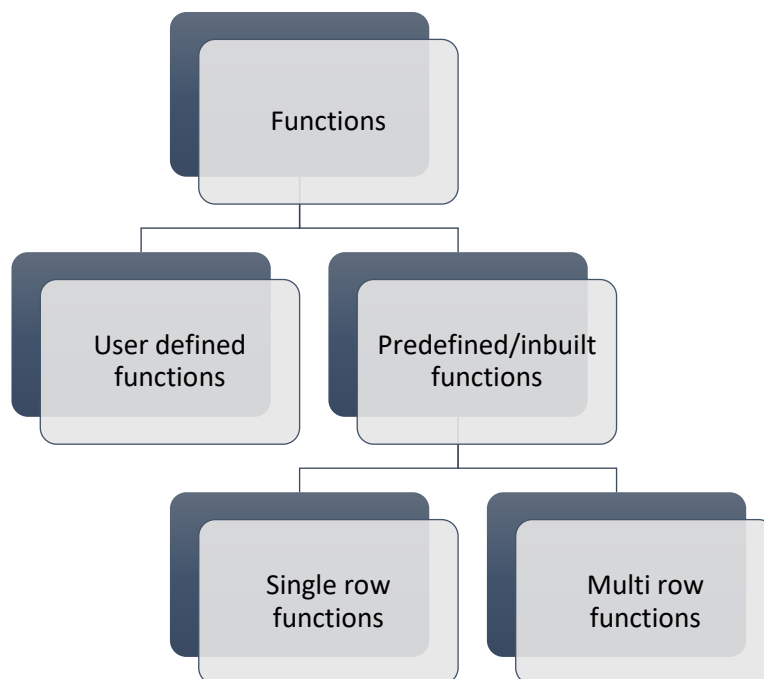 Functions
User defined
functions
Predefined/inbuilt
functions
Single row
functions
Multi row
functions